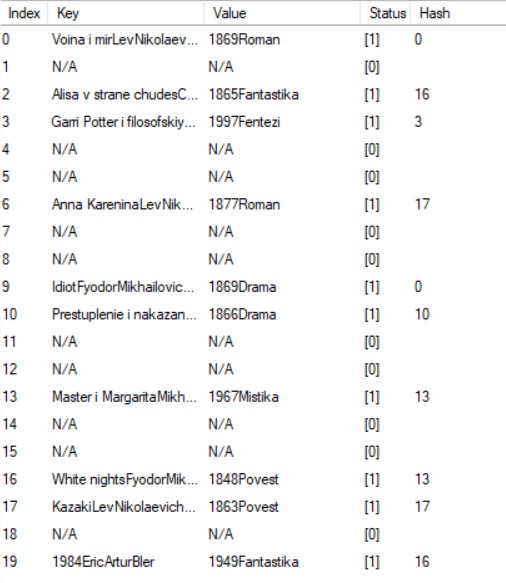 Index Key Value Status Hash
0 Voina i mirLevNikolaev... 1869Roman [1] 0
1 N/A N/A [0]
2 Alisa v strane chudesC... 1865Fantastika [1] 16
3 Garri Potter i filosofskiy... 1997Fentezi [1] 3
4 N/A N/A [0]
5 N/A N/A [0]
6 Anna KareninaLevNik... 1877Roman [1] 17
7 N/A N/A [0]
8 N/A N/A [0]
9 IdiotFyodorMikhailovic... 1869Drama [1] 0
10 Prestuplenie i nakazan... 1866Drama [1] 10
11 N/A N/A [0]
12 N/A N/A [0]
13 Master i MargaritaMikh... 1967Mistika [1] 13
14 N/A N/A [0]
15 N/A N/A [0]
16 White nightsFyodorMik... 1848Povest [1] 13
17 KazakiLevNikolaevich... 1863Povest [1] 17
18 N/A N/A [0]
19 1984EricArturBler 1949Fantastika [1] 16